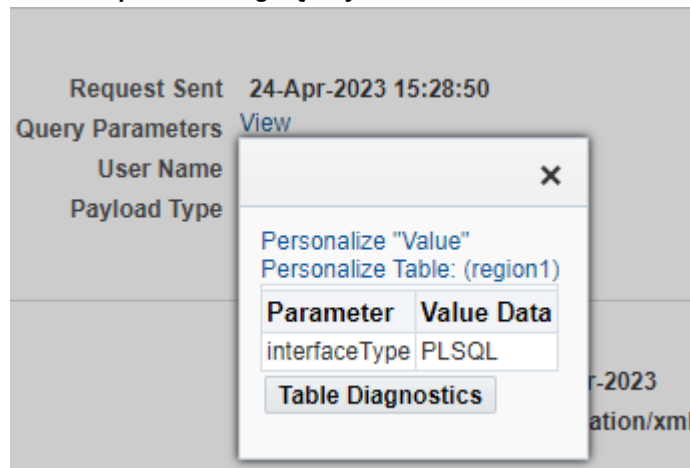 Request Sent 24-Apr-2023 15:28:50
Query Parameters View
User Name
Payload Type
Personalize "Value"
Personalize Table: (region1)
Parameter Value Data
interfaceType PLSQL
Table Diagnostics
r-2023
ation/xml